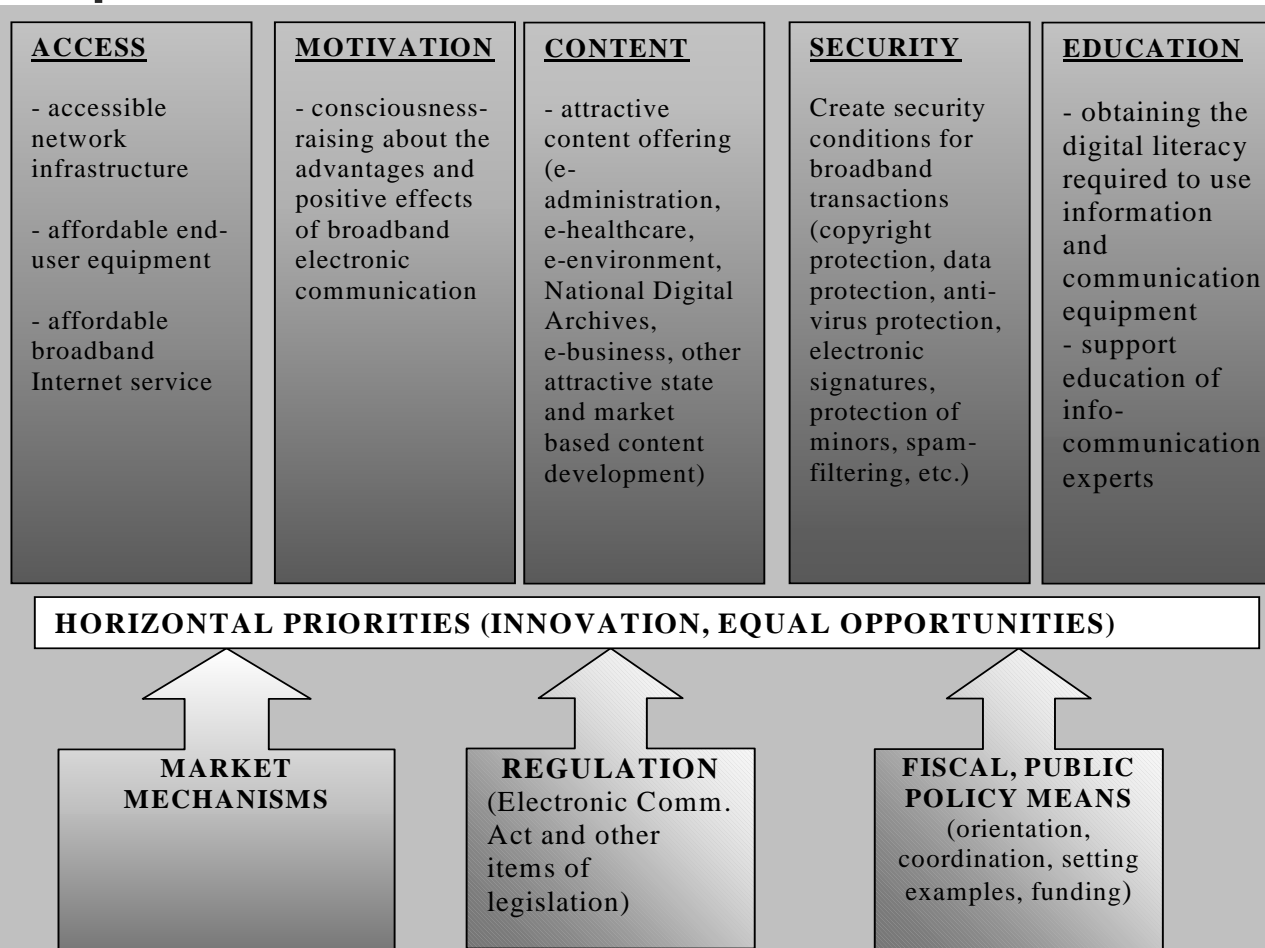 ACCESS
- accessible
network
infrastructure
- affordable end-
user equipment
- affordable
broadband
Internet service
MOTIVATION
- consciousness-
raising about the
advantages and
positive effects
of broadband
electronic
communication
CONTENT
- attractive
content offering
(e-
administration,
e-healthcare,
e-environment,
National Digital
Archives,
e-business, other
attractive state
and market
based content
development)
SECURITY
Create security
conditions for
broadband
transactions
(copyright
protection, data
protection, anti-
virus protection,
electronic
signatures,
protection of
minors, spam-
filtering, etc.)
EDUCATION
- obtaining the
digital literacy
required to use
information
and
communication
equipment
- support
education of
info-
communication
experts
HORIZONTAL PRIORITIES (INNOVATION, EQUAL OPPORTUNITIES)
MARKET
MECHANISMS
REGULATION
(Electronic Comm.
Act and other
items of
legislation)
FISCAL, PUBLIC
POLICY MEANS
(orientation,
coordination, setting
examples, funding)